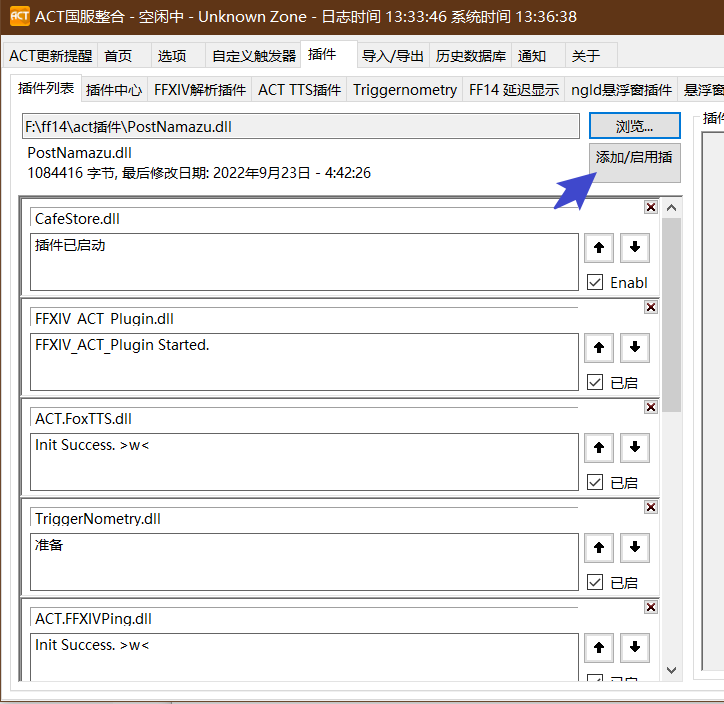 ACT ACT国服整合 - 空闲中 - Unknown Zone - 日志时间 13:33:46 系统时间 13:36:38
ACT更新提醒 首页 选项 自定义触发器 插件 导入/导出 历史数据库 通知 关于
插件列表 插件中心 FFXIV解析插件 ACT TTS插件 Triggernometry FF14 延迟显示 ngld悬浮窗插件 悬浮窗
F:\ff14\act插件\PostNamazu.dll 浏览... 插件
PostNamazu.dll 添加/启用插
1084416 字节, 最后修改日期: 2022年9月23日 - 4:42:26
CafeStore.dll
插件已启动
Enabl
FFXIV_ACT_Plugin.dll
FFXIV_ACT_Plugin Started.
已启
ACT.FoxTTS.dll
Init Success. >w<
已启
TriggerNometry.dll
准备
已启
ACT.FFXIVPing.dll
Init Success. >w<
已启